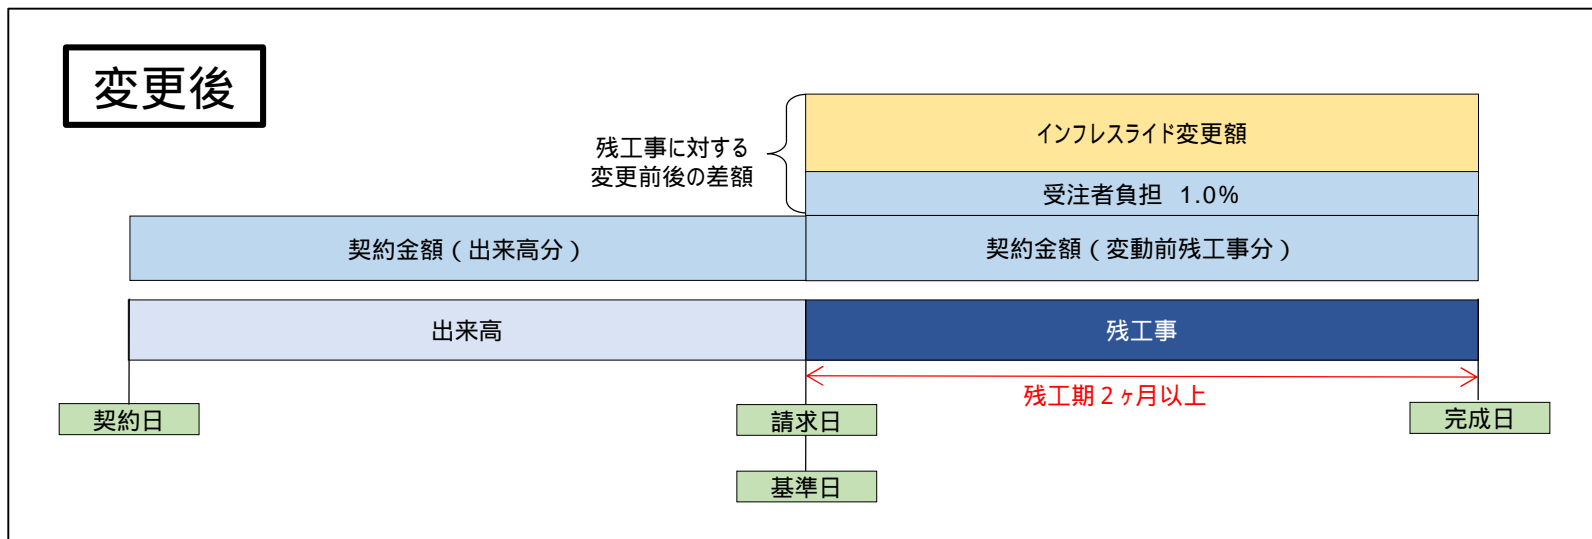 変更後
インフレスライド変更額
残工事に対する
変更前後の差額
受注者負担 1.0%
契約金額(出来高分)
契約金額(変動前残工事分)
出来高
残工事
残工期2ヶ月以上
契約日
請求日
完成日
基準日